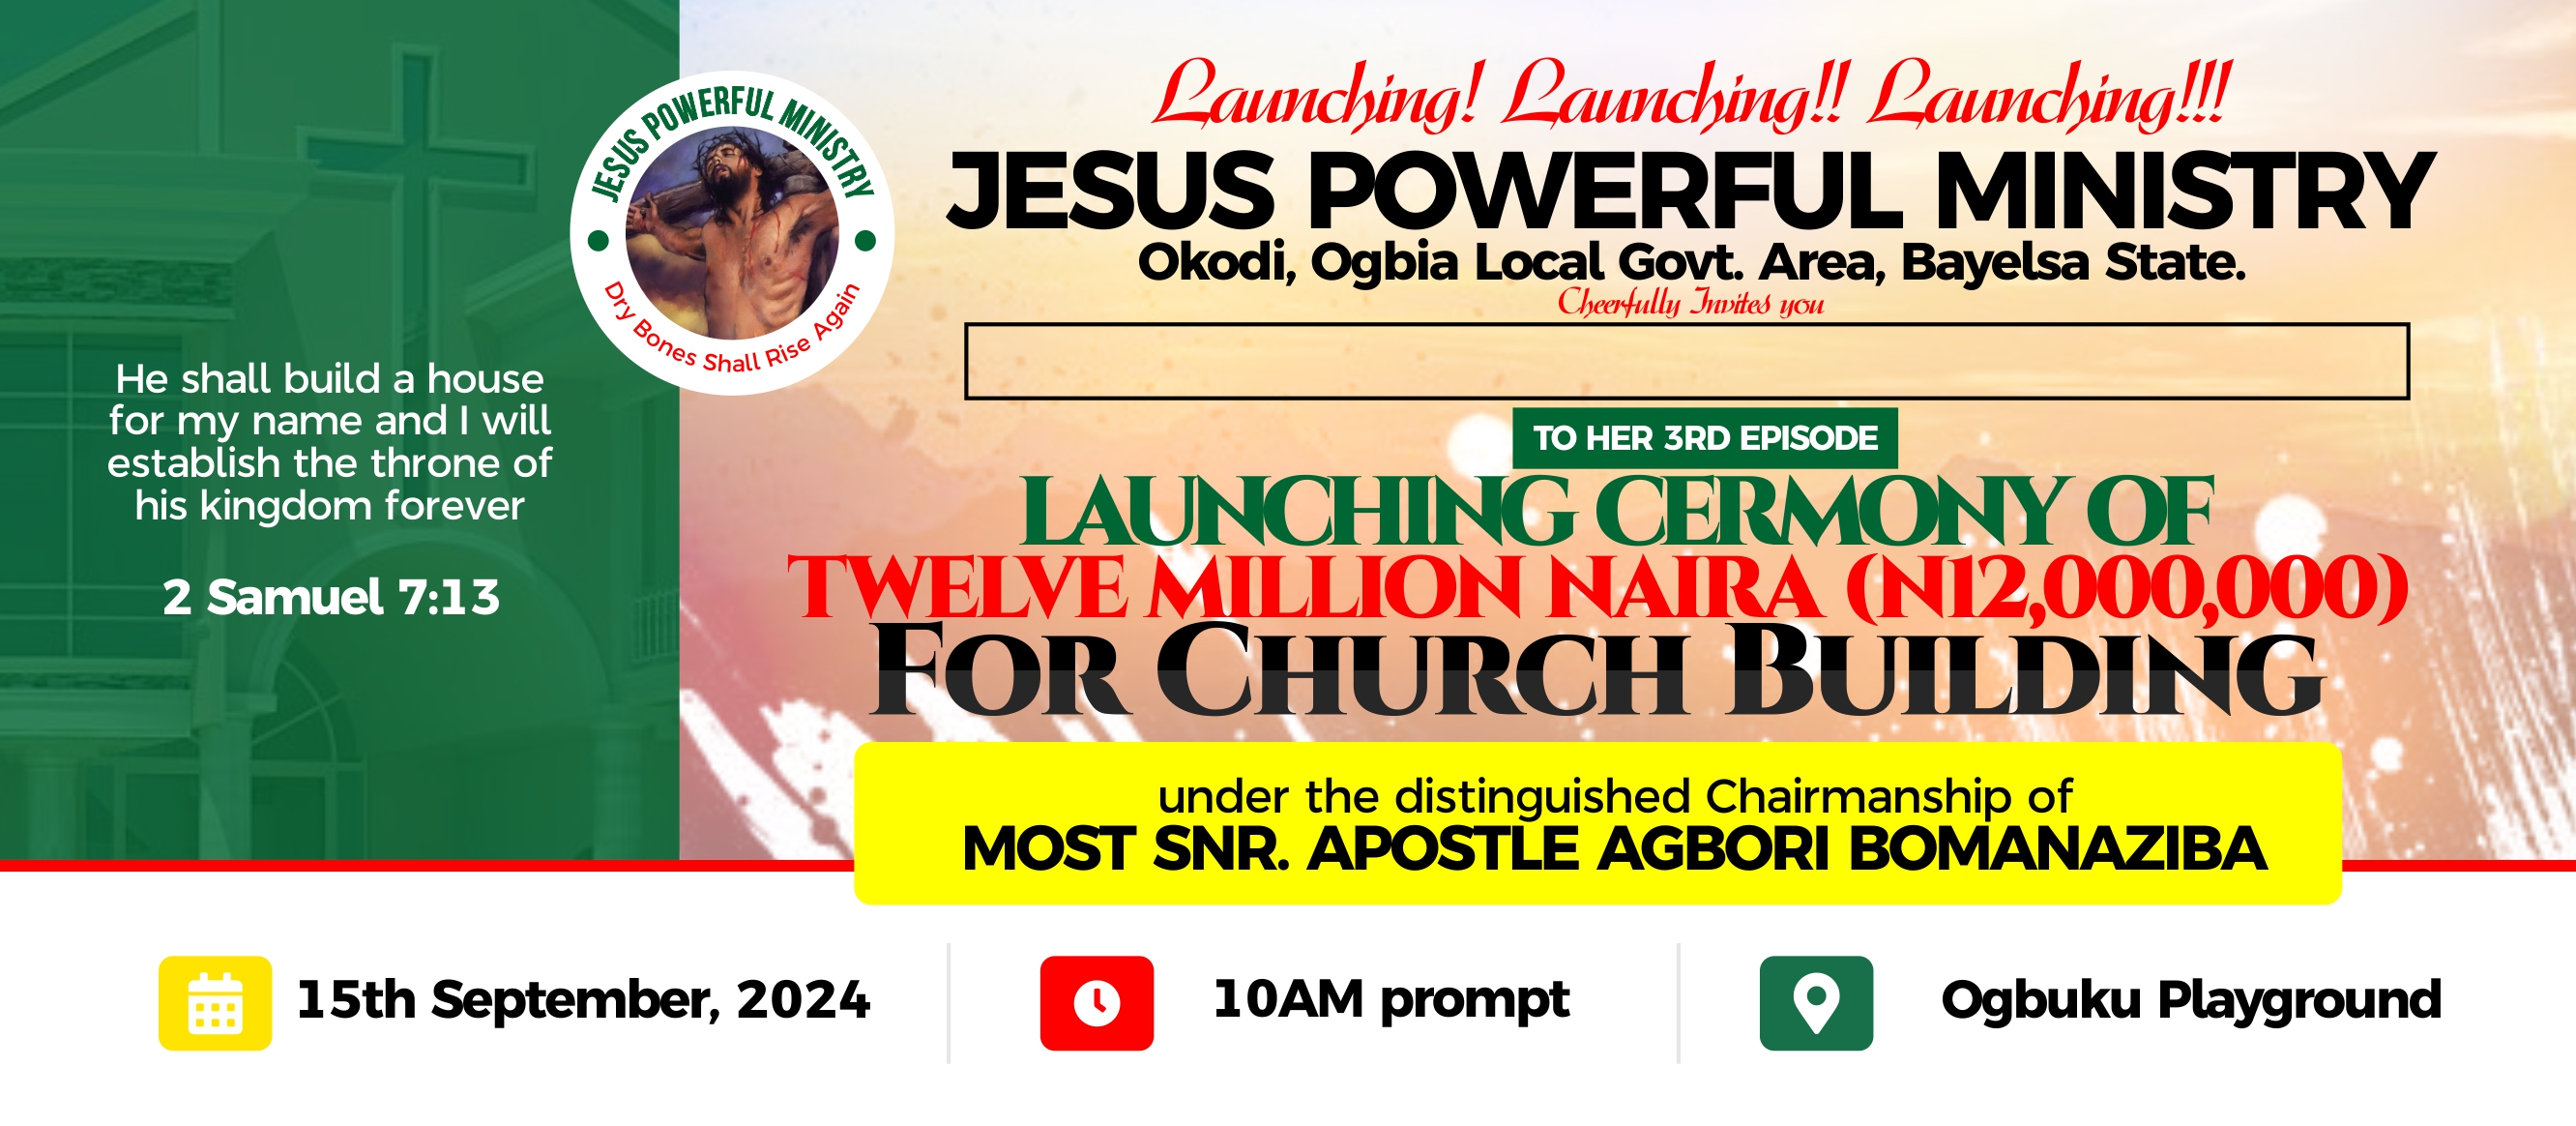 He shall build a house
for my name and I will
establish the throne of
his kingdom forever
2 Samuel 7:13
JESUS POWERFUL MINISTRY
Dry Bones Shall Rise Again
Launching! Launching!! Launching!!!
JESUS POWERFUL MINISTRY
Okodi, Ogbia Local Govt. Area, Bayelsa State.
Cheerfully Invites you
TO HER 3RD EPISODE
LAUNCHING CERMONY OF
TWELVE MILLION NAIRA (N12,000,000)
FOR CHURCH BUILDING
under the distinguished Chairmanship of
MOST SNR. APOSTLE AGBORI BOMANAZIBA
15th September, 2024
10AM prompt
Ogbuku Playground